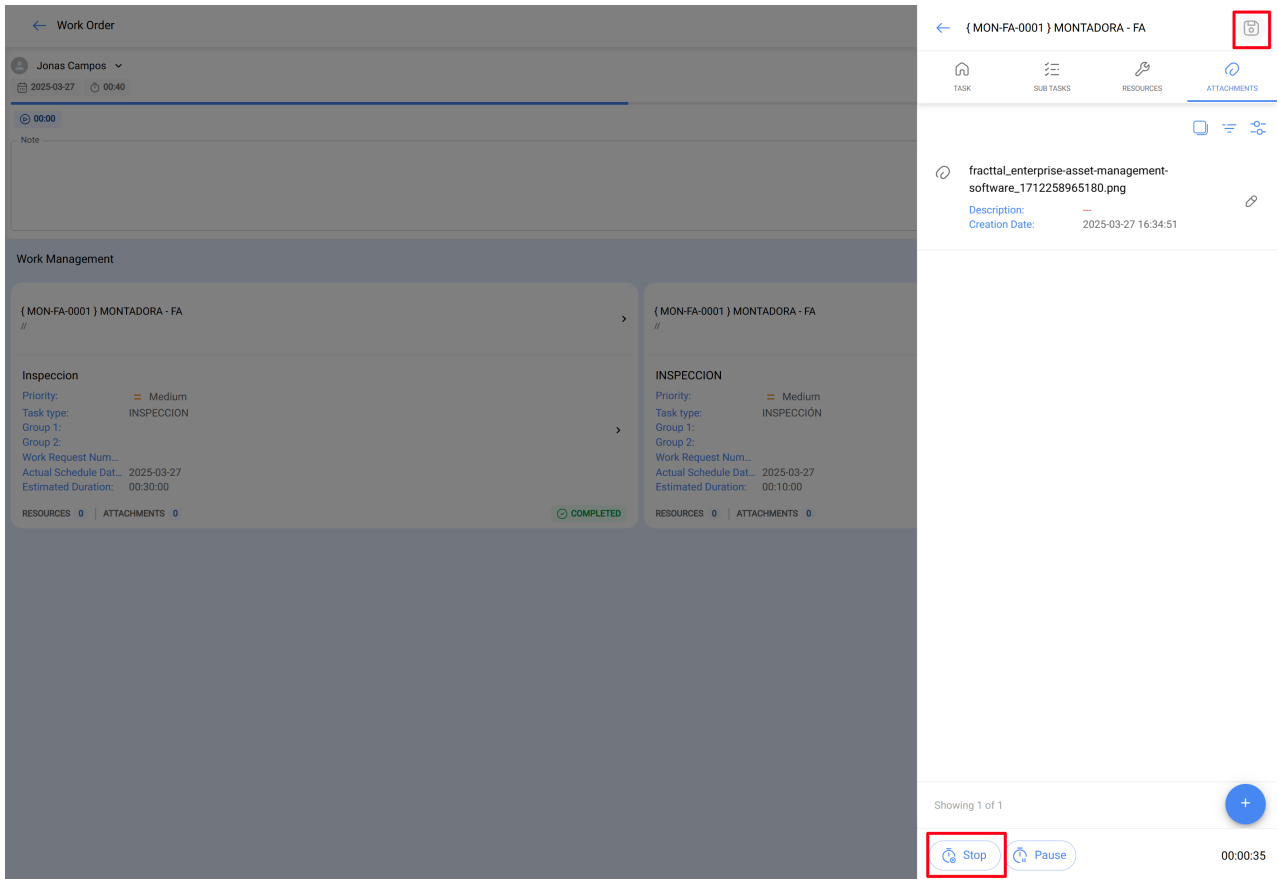 Work Order
Jonas Campos
2025-03-27 00:40
00:00
Note
Work Management
{ MON-FA-0001 } MONTADORA - FA
//
Inspeccion
Priority: Medium
Task type: INSPECCION
Group 1:
Group 2:
Work Request Num...
Actual Schedule Dat... 2025-03-27
Estimated Duration: 00:30:00
RESOURCES 0 | ATTACHMENTS 0 COMPLETED
{ MON-FA-0001 } MONTADORA - FA
//
INSPECCION
Priority: Medium
Task type: INSPECCIÓN
Group 1:
Group 2:
Work Request Num...
Actual Schedule Dat... 2025-03-27
Estimated Duration: 00:10:00
RESOURCES 0 | ATTACHMENTS 0
{ MON-FA-0001 } MONTADORA - FA
TASK SUB TASKS RESOURCES ATTACHMENTS
fracttal_enterprise-asset-management-
software_1712258965180.png
Description: ---
Creation Date: 2025-03-27 16:34:51
Showing 1 of 1
+
Stop Pause 00:00:35